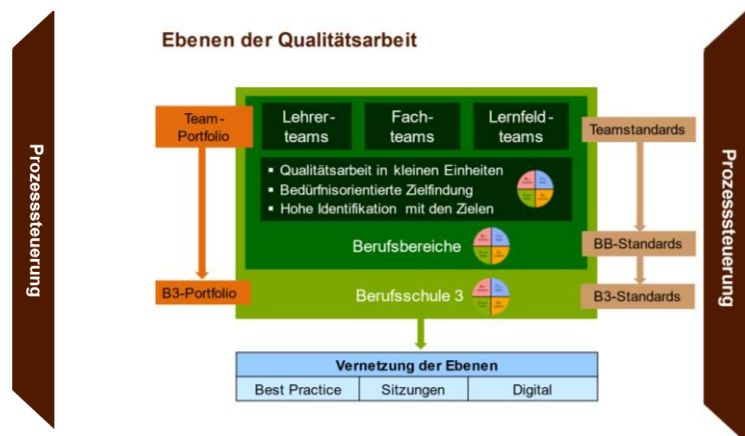 Ebenen der Qualitätsarbeit
Prozesssteuerung
Team-
Portfolio
Lehrer-
teams
Fach-
teams
Lernfeld-
teams
Teamstandards
▪ Qualitätsarbeit in kleinen Einheiten
▪ Bedürfnisorientierte Zielfindung
▪ Hohe Identifikation mit den Zielen
Berufsbereiche
BB-Standards
B3-Portfolio
Berufsschule 3
B3-Standards
Vernetzung der Ebenen
Best Practice
Sitzungen
Digital
Prozesssteuerung